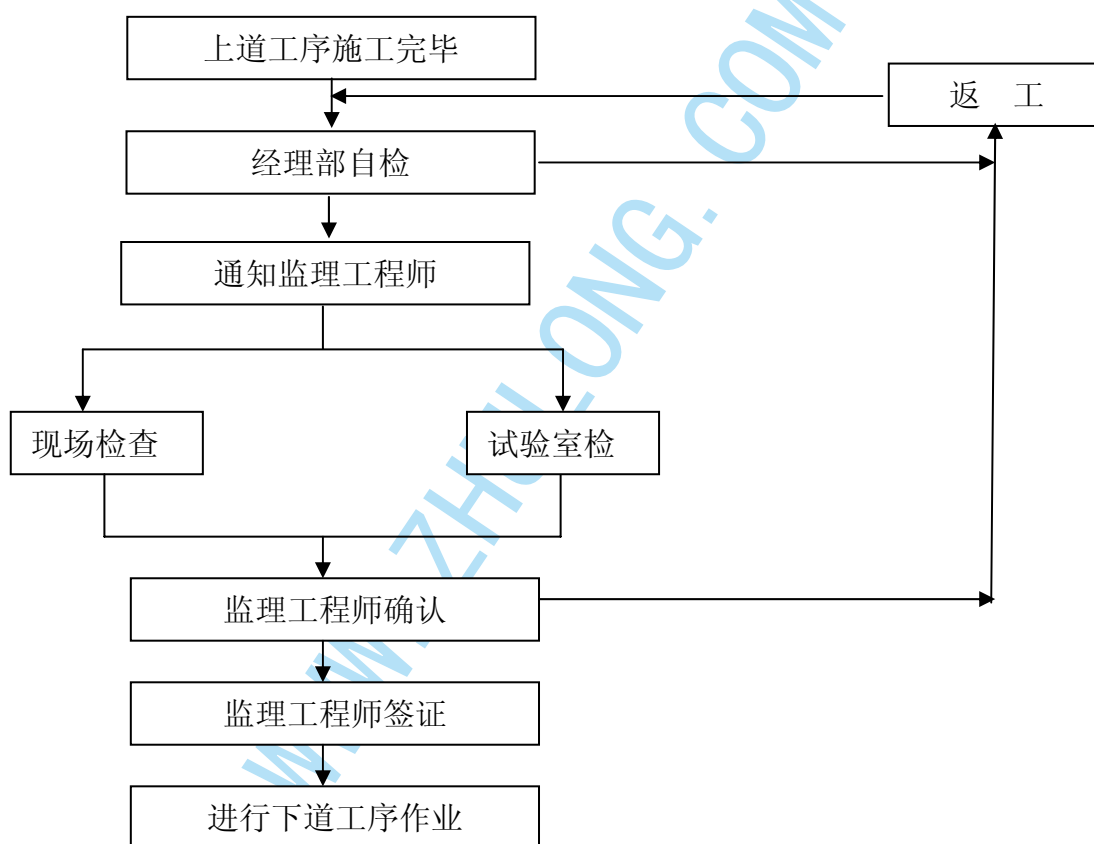 上道工序施工完毕
返 工
经理部自检
通知监理工程师
现场检查
试验室检
监理工程师确认
监理工程师签证
进行下道工序作业
WWW.ZHULONG.COM